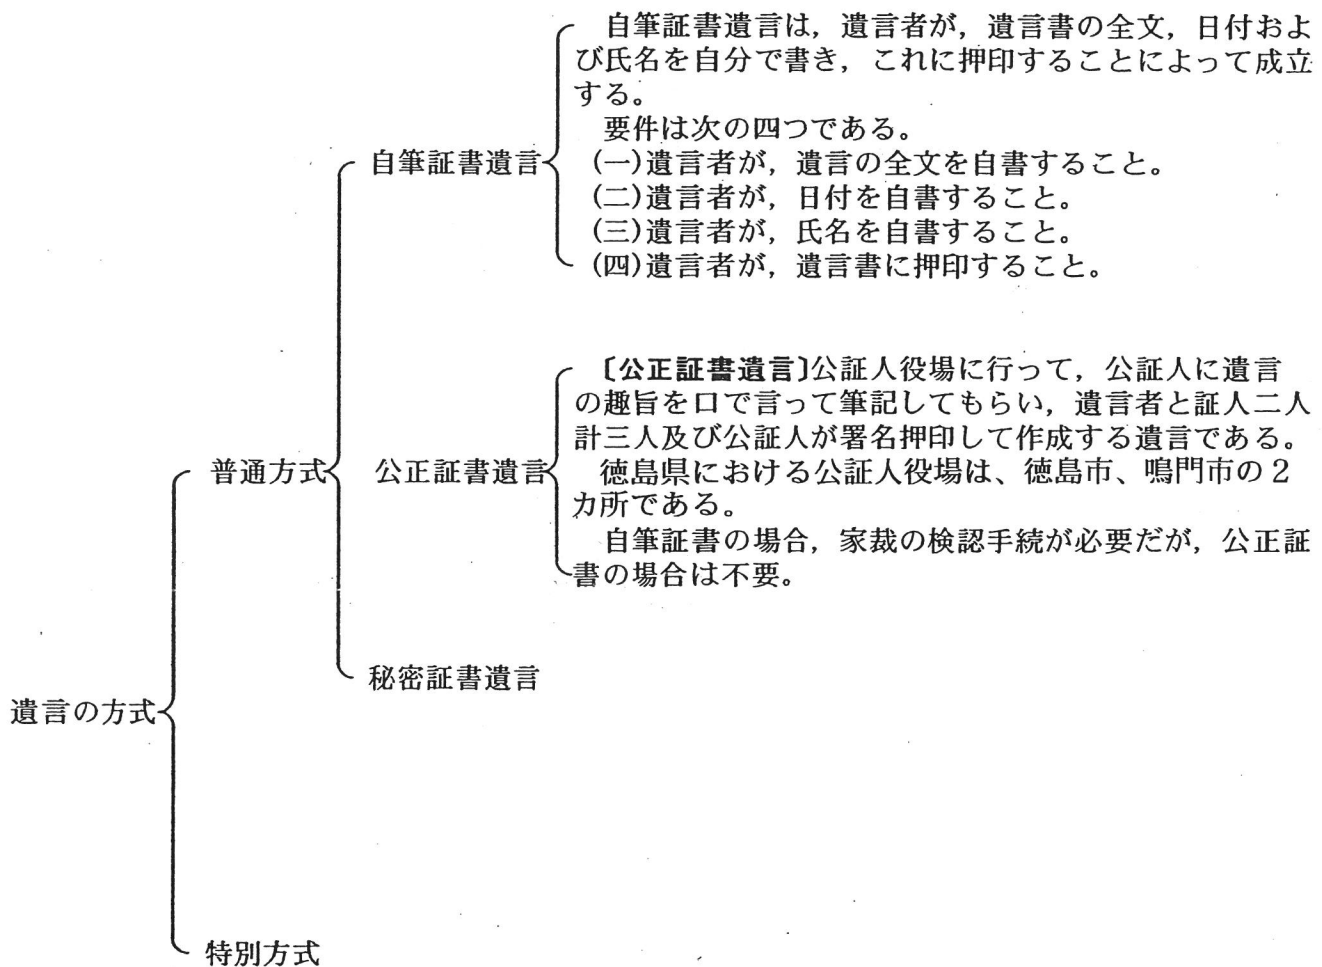 自筆証書遺言は，遺言者が，遺言書の全文，日付およ
び氏名を自分で書き，これに押印することによって成立
する。
要件は次の四つである。
自筆証書遺言
(一)遺言者が，遺言の全文を自書すること。
(二)遺言者が，日付を自書すること。
(三)遺言者が，氏名を自書すること。
(四)遺言者が，遺言書に押印すること。
〔公正証書遺言〕公証人役場に行って，公証人に遺言
の趣旨を口で言って筆記してもらい，遺言者と証人二人
計三人及び公証人が署名押印して作成する遺言である。
普通方式
公正証書遺言
徳島県における公証人役場は、徳島市、鳴門市の２
カ所である。
自筆証書の場合，家裁の検認手続が必要だが，公正証
書の場合は不要。
秘密証書遺言
遺言の方式
特別方式